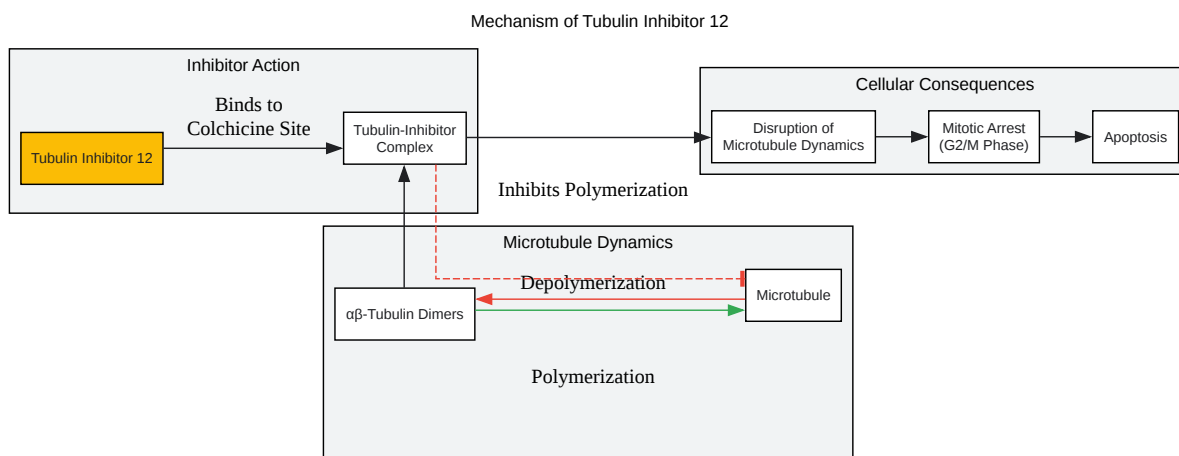 Mechanism of Tubulin Inhibitor 12
Inhibitor Action
Binds to
Colchicine Site
Tubulin Inhibitor 12
Tubulin-Inhibitor
Complex
Cellular Consequences
Disruption of
Microtubule Dynamics
Mitotic Arrest
(G2/M Phase)
Apoptosis
Inhibits Polymerization
Microtubule Dynamics
Depolymerization
αβ-Tubulin Dimers
Microtubule
Polymerization